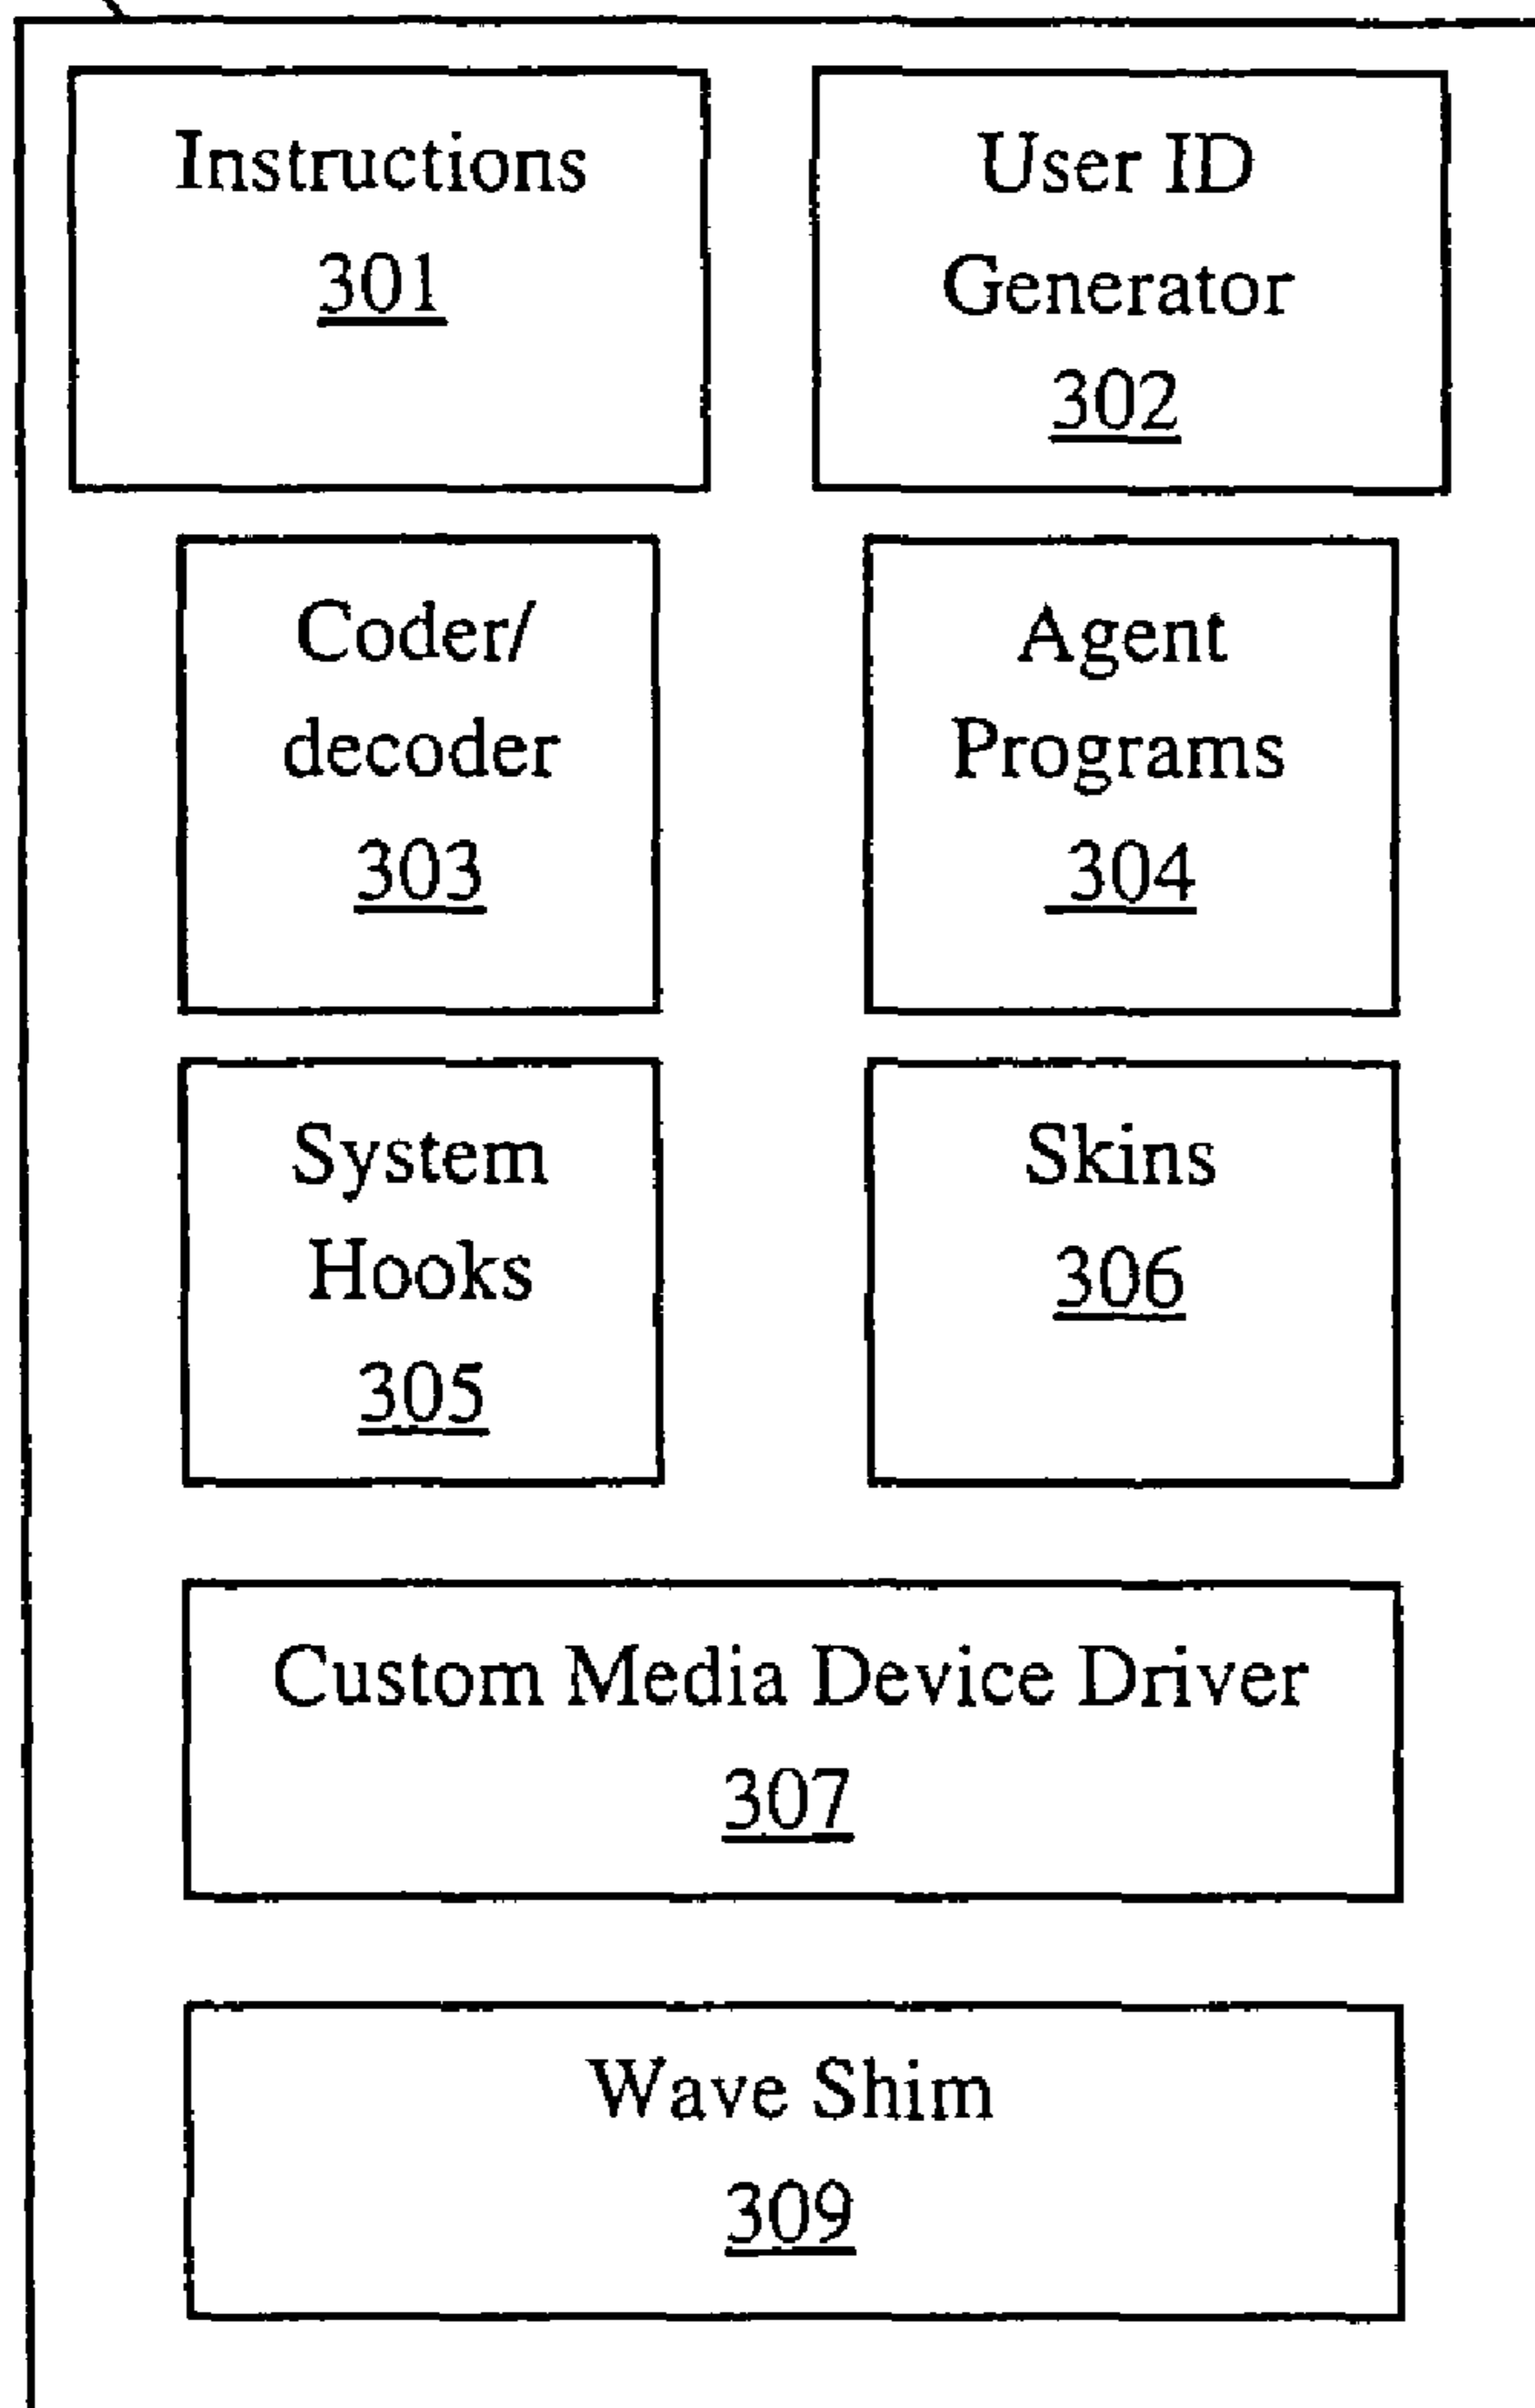 Instructions
301
User ID
Generator
302
Coder/
decoder
303
Agent
Programs
304
System
Hooks
305
Skins
306
Custom Media Device Driver
307
Wave Shim
309